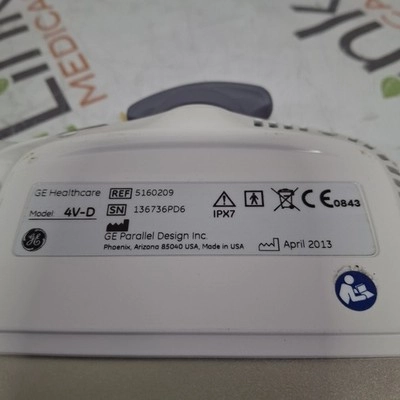 GE Healthcare REF 5160209
Model 4V-D SN 136736PD6
IPX7
CE 0843
GE Parallel Design Inc.
Phoenix, Arizona 85040 USA, Made in USA
April 2013
GE
MEDICAL